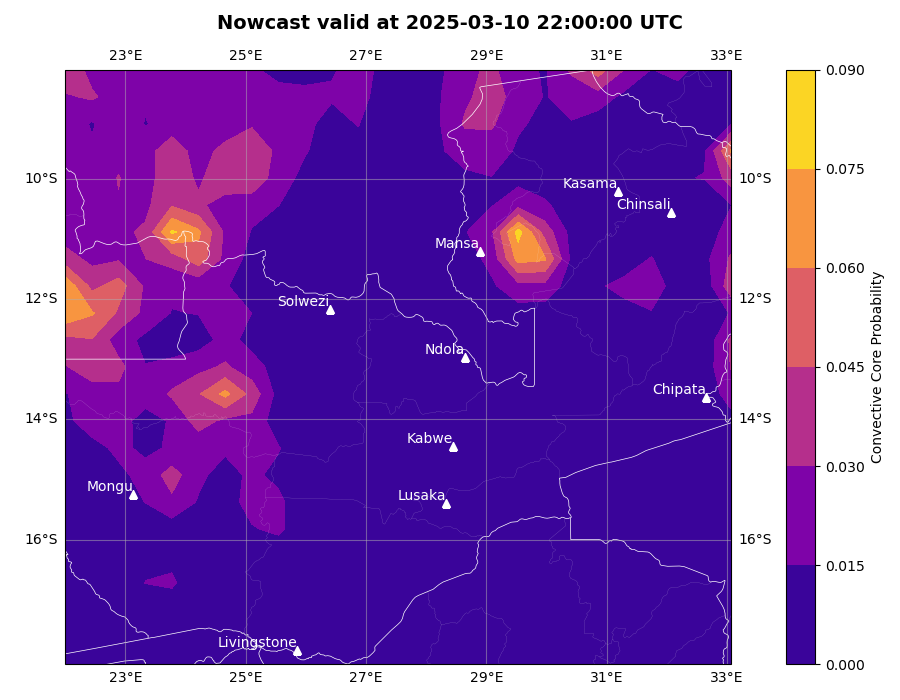 Nowcast valid at 2025-03-10 22:00:00 UTC
23°E 25°E 27°E 29°E 31°E 33°E
0.090
0.075
10°S Kasama 10°S
Chinsali
Mansa
0.060
12°S Solwezi 12°S
Ndola
0.045
Chipata
14°S 14°S
Kabwe
0.030
Mongu
Lusaka
16°S 16°S
0.015
Livingstone
0.000
23°E 25°E 27°E 29°E 31°E 33°E
Convective Core Probability